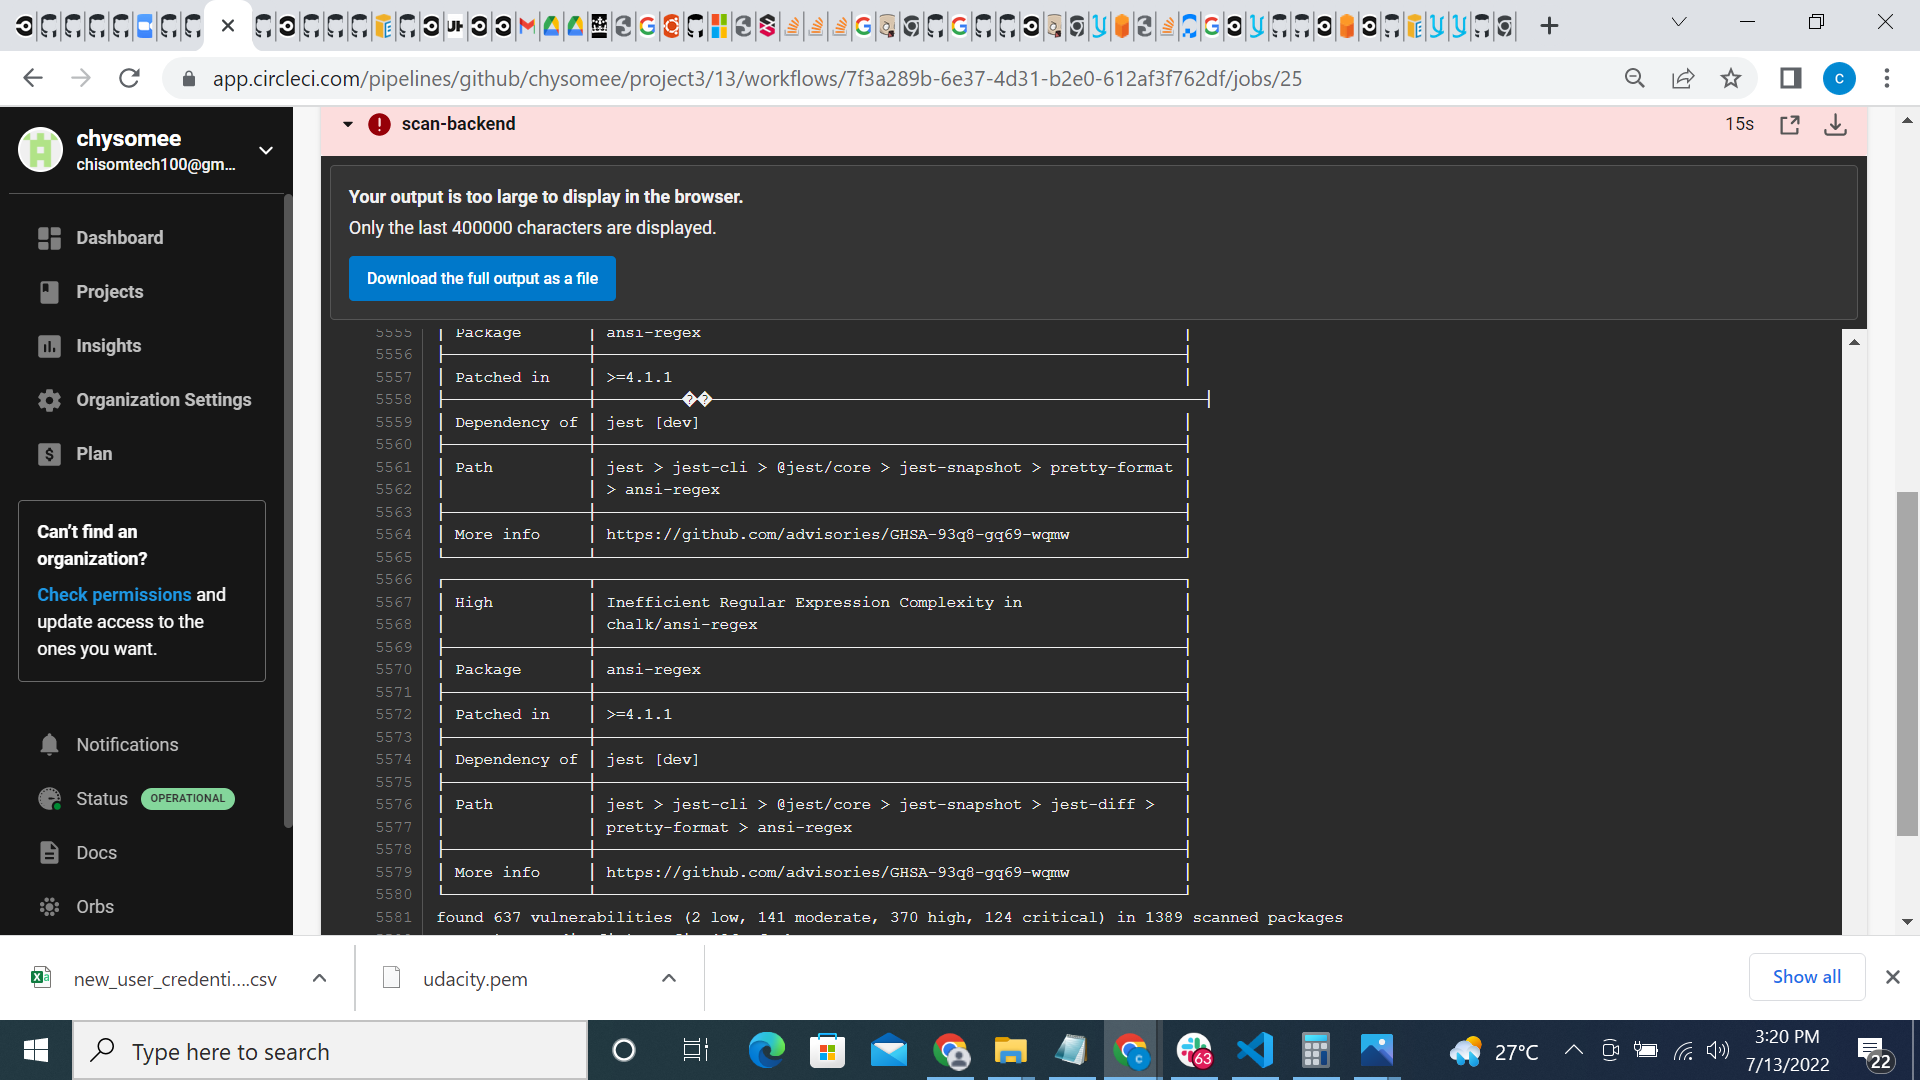 app.circleci.com/pipelines/github/chysomee/project3/13/workflows/7f3a289b-6e37-4d31-b2e0-612af3f762df/jobs/25
c
chysomee
chisomtech100@gm...
Dashboard
Projects
Insights
Organization Settings
Plan
Can't find an
organization?
Check permissions and
update access to the
ones you want.
Notifications
Status OPERATIONAL
Docs
Orbs
scan-backend
15s
Your output is too large to display in the browser.
Only the last 400000 characters are displayed.
Download the full output as a file
5555 Package ansi-regex
5556
5557 Patched in >=4.1.1
5558 ��
5559 Dependency of jest [dev]
5560
5561 Path jest > jest-cli > @jest/core > jest-snapshot > pretty-format
5562 > ansi-regex
5563
5564 More info https://github.com/advisories/GHSA-93q8-gq69-wqmw
5565
5566
5567 High Inefficient Regular Expression Complexity in
5568 chalk/ansi-regex
5569
5570 Package ansi-regex
5571
5572 Patched in >=4.1.1
5573
5574 Dependency of jest [dev]
5575
5576 Path jest > jest-cli > @jest/core > jest-snapshot > jest-diff >
5577 pretty-format > ansi-regex
5578
5579 More info https://github.com/advisories/GHSA-93q8-gq69-wqmw
5580
5581 found 637 vulnerabilities (2 low, 141 moderate, 370 high, 124 critical) in 1389 scanned packages
new_user_credenti....csv
udacity.pem
Show all
Type here to search
63
27°C
3:20 PM
7/13/2022
22